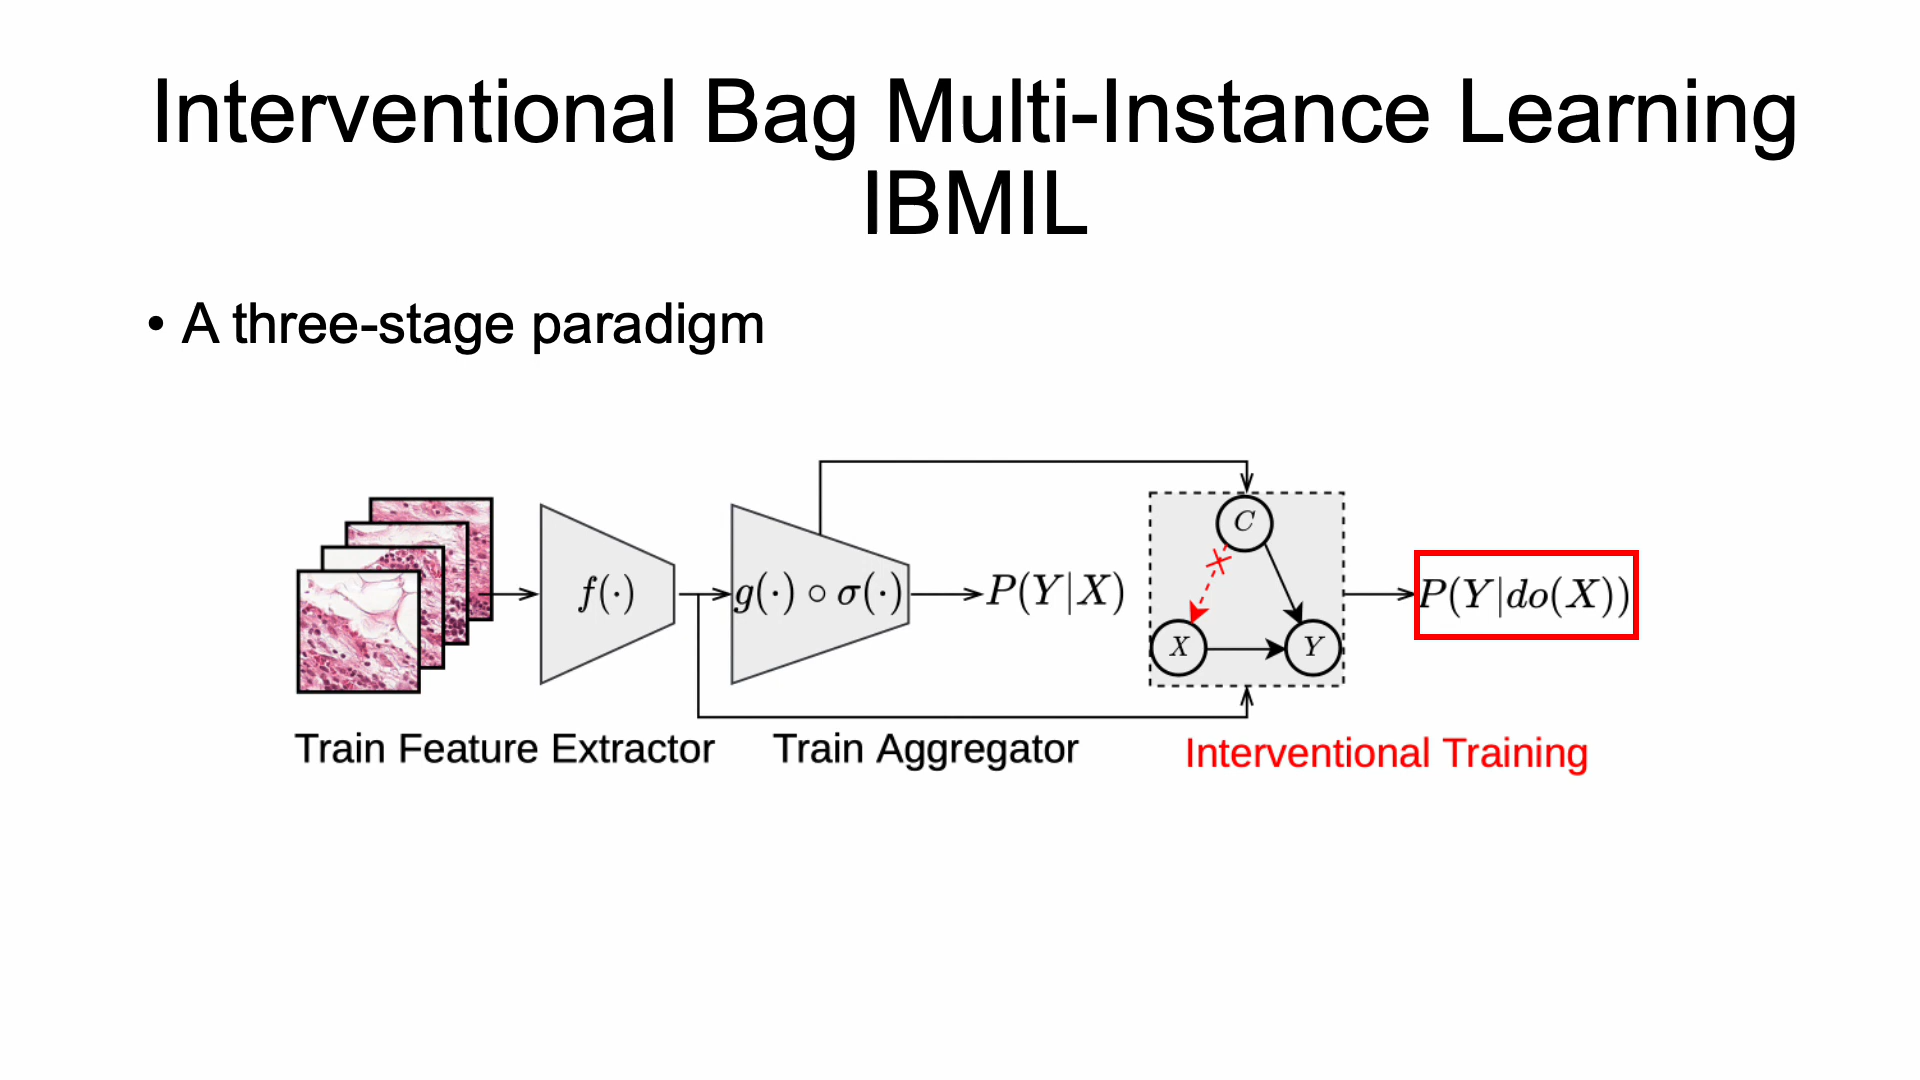 Interventional Bag Multi-Instance Learning
IBMIL
• A three-stage paradigm
f(·)
g(·) ∘ σ(·)
P(Y|X)
C
X
Y
P(Y|do(X))
Train Feature Extractor
Train Aggregator
Interventional Training